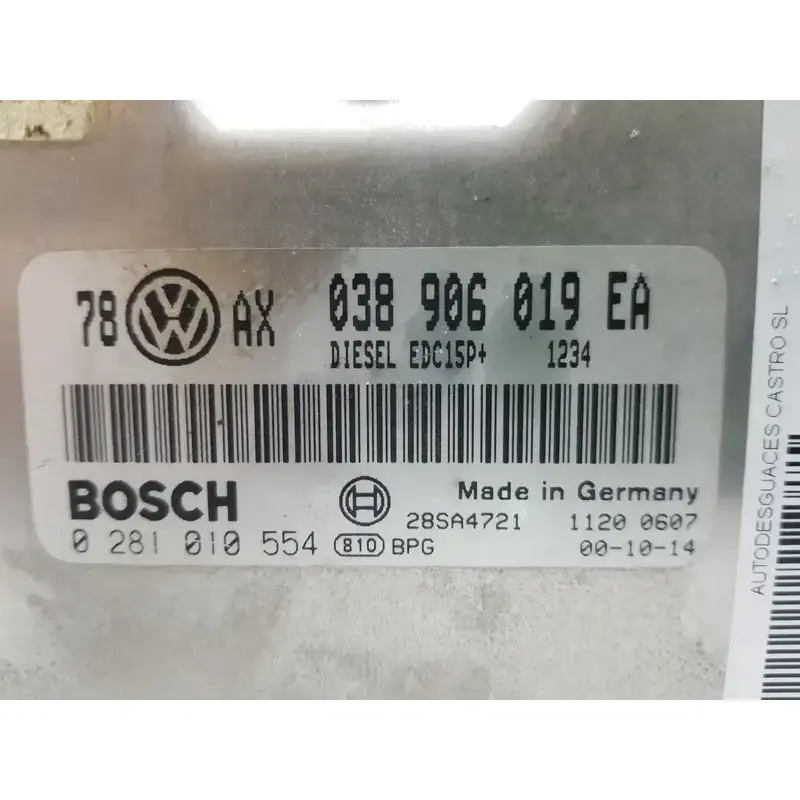 78 AX 038 906 019 EA
DIESEL EDC15P+ 1234
BOSCH
Made in Germany
28SA4721 1120 0607
0 281 010 554 810 BPG 00-10-14
AUTODESGUACES CASTRO SL